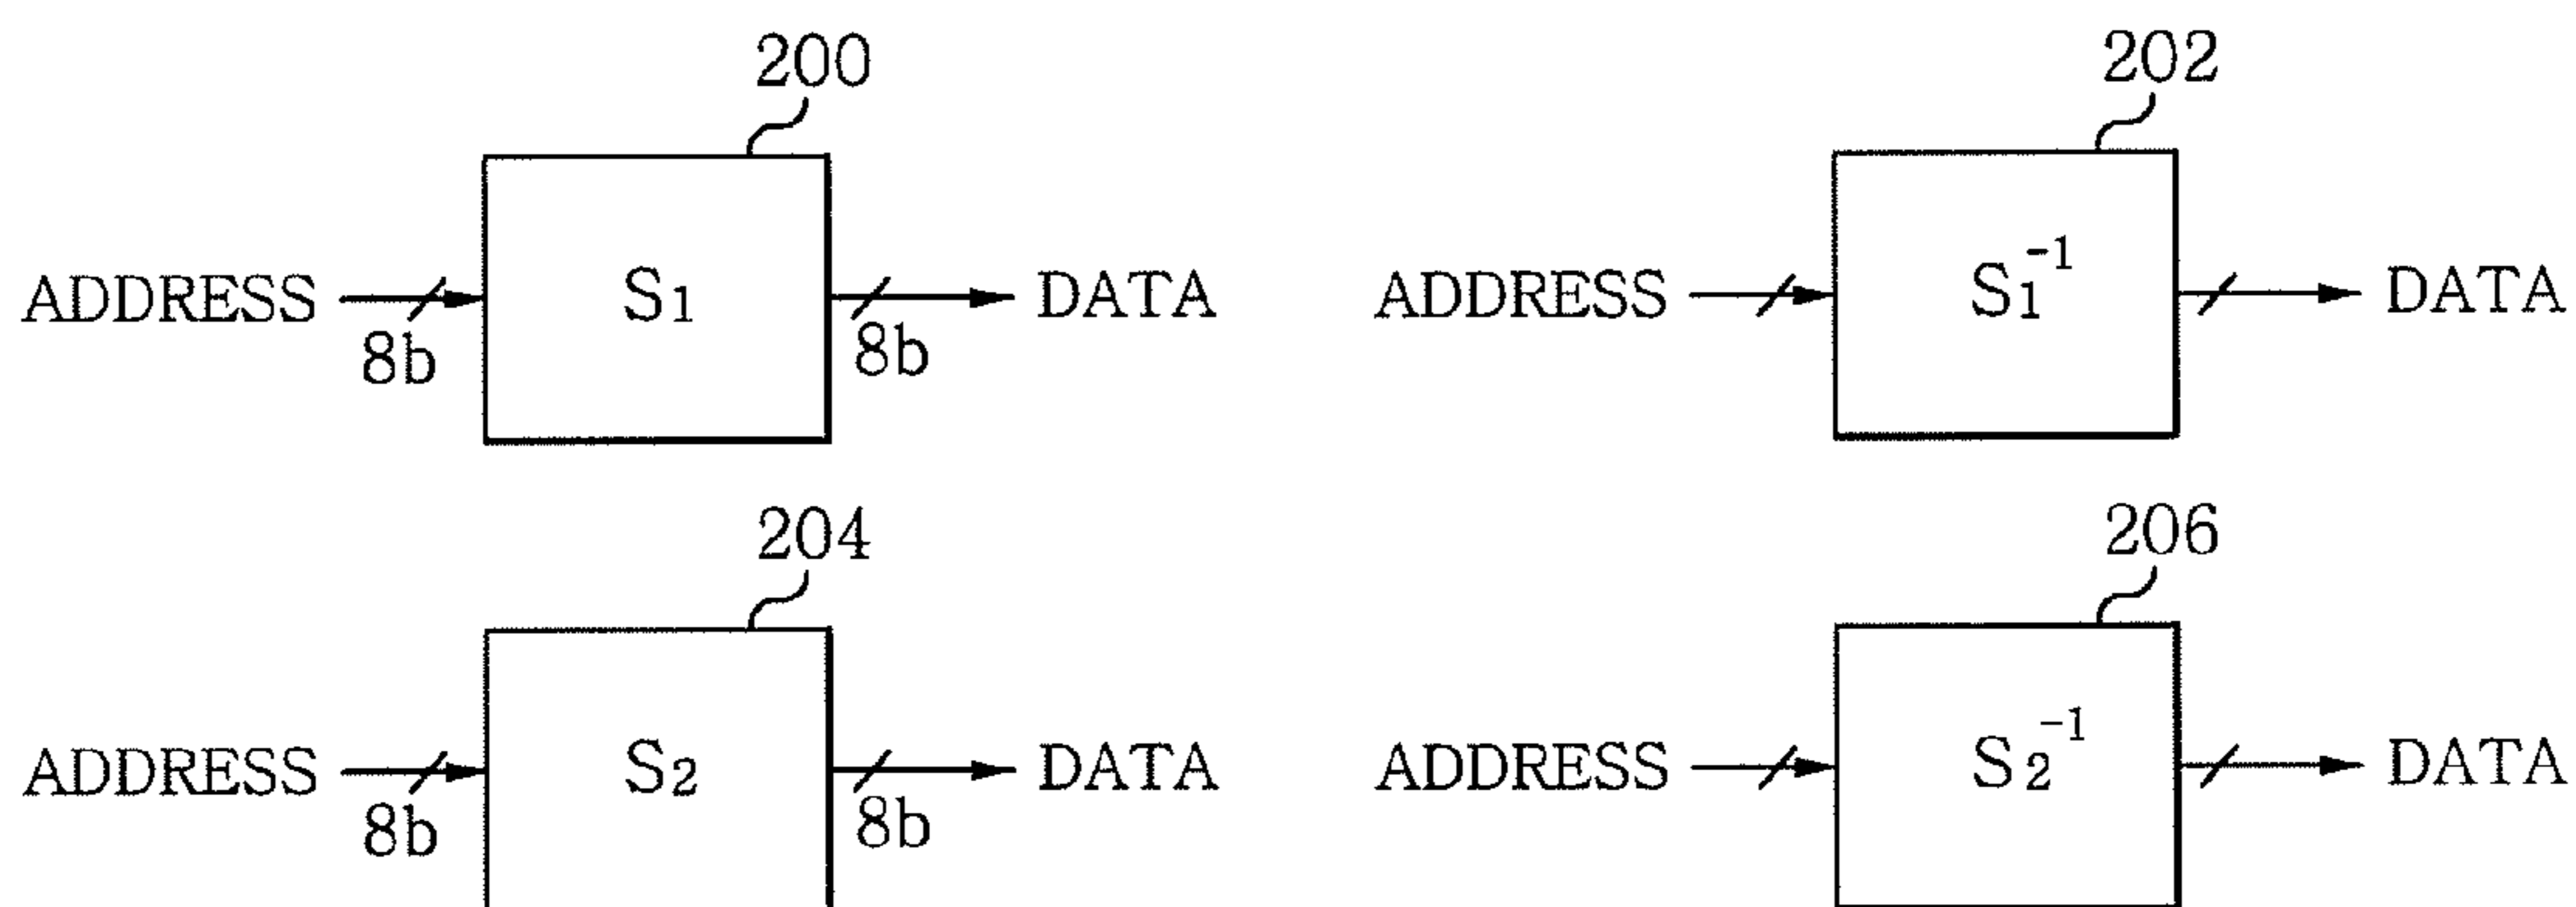 200
202
ADDRESS 8b S₁ 8b DATA
ADDRESS S₁⁻¹ DATA
204
206
ADDRESS 8b S₂ 8b DATA
ADDRESS S₂⁻¹ DATA